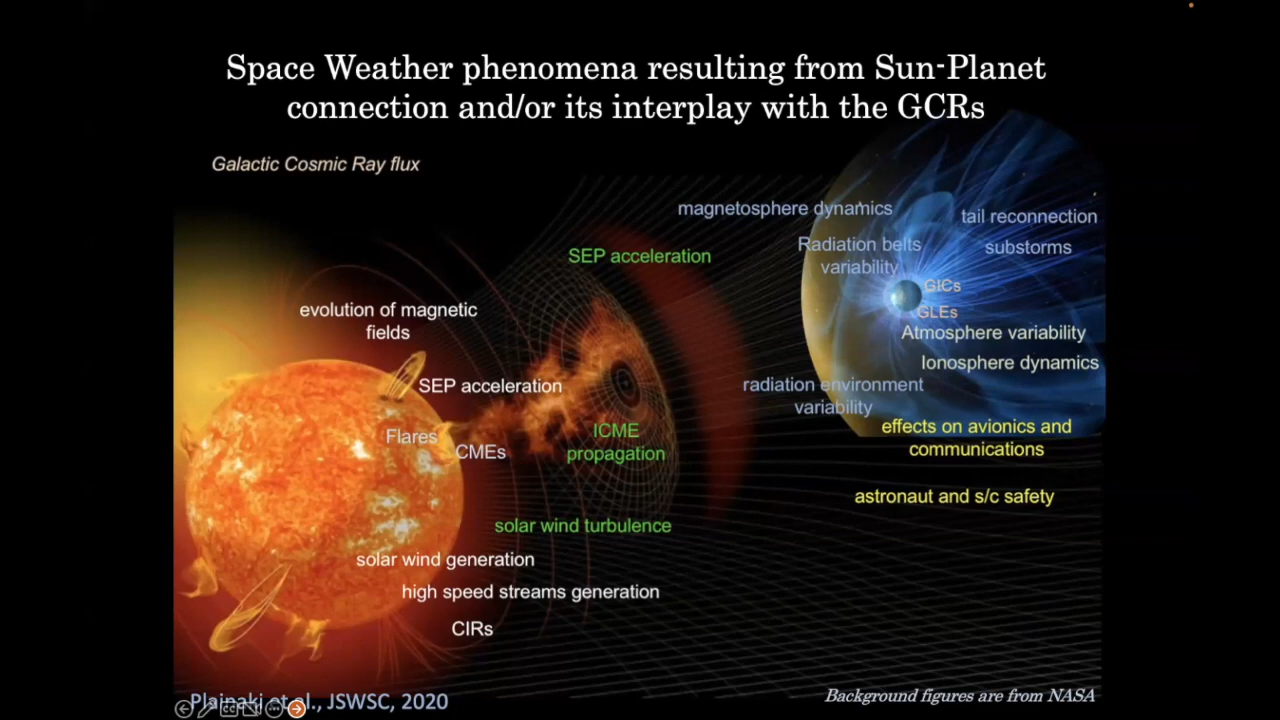 Space Weather phenomena resulting from Sun-Planet
connection and/or its interplay with the GCRs
Galactic Cosmic Ray flux
magnetosphere dynamics
tail reconnection
Radiation belts
variability
substorms
SEP acceleration
GICs
GLEs
evolution of magnetic
fields
Atmosphere variability
Ionosphere dynamics
SEP acceleration
radiation environment
variability
Flares
CMEs
ICME
propagation
effects on avionics and
communications
astronaut and s/c safety
solar wind turbulence
solar wind generation
high speed streams generation
CIRs
Plainaki et al., JSWSC, 2020
Background figures are from NASA